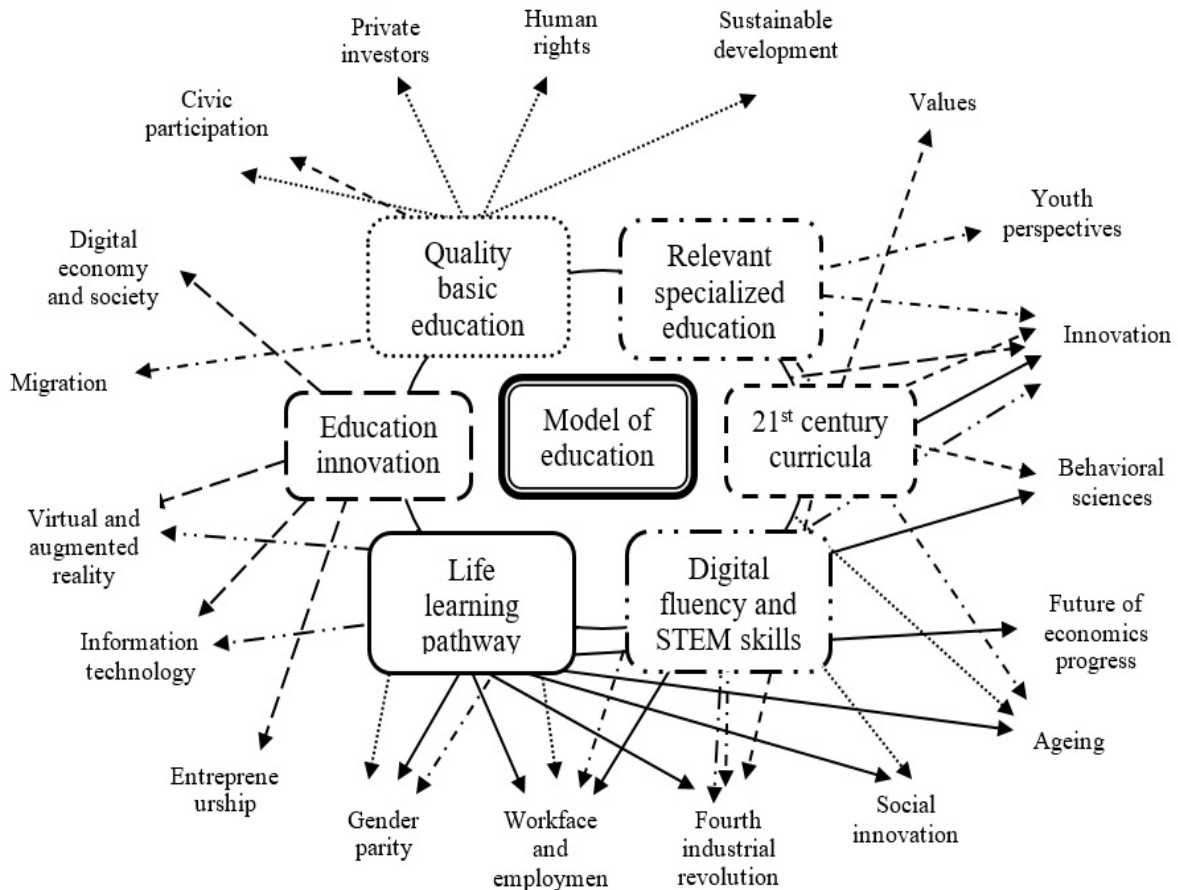 Private
investors
Human
rights
Sustainable
development
Civic
participation
Values
Youth
perspectives
Digital
economy
and society
Quality
basic
education
Relevant
specialized
education
Innovation
Migration
Education
innovation
Model of
education
21st century
curricula
Behavioral
sciences
Virtual and
augmented
reality
Life
learning
pathway
Digital
fluency and
STEM skills
Future of
economics
progress
Information
technology
Ageing
Entreprene
urship
Gender
parity
Workface
and
employmen
Fourth
industrial
revolution
Social
innovation